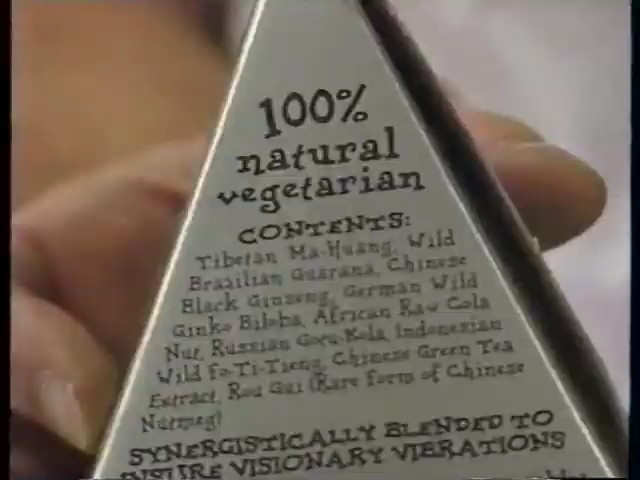 100%
natural
vegetarian
CONTENTS:
Tibetan Ma-Huang, Wild
Brazilian Guarana, Chinese
Black Ginseng, German Wild
Ginko Biloba, African Raw Cola
Nut, Russian Goru-Kola, Indonesian
Wild Fo-Ti-Tieng, Chinese Green Tea
Extract, Rou Gui (Rare Form of Chinese
Nutmeg)
SYNERGISTICALLY BLENDED TO
INSURE VISIONARY VIBRATIONS